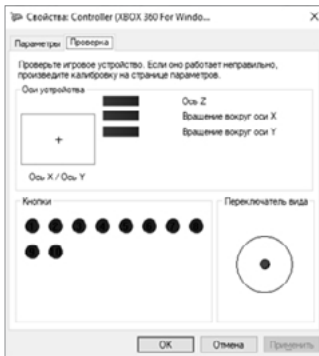 Свойства: Controller (XBOX 360 For Windo...
Параметры Проверка
Проверьте игровое устройство. Если оно работает неправильно,
произведите калибровку на странице параметров.
Оси устройства
Ось Z
Вращение вокруг оси X
Вращение вокруг оси Y
Ось X / Ось Y
Кнопки
Переключатель вида
OK Отмена Применить